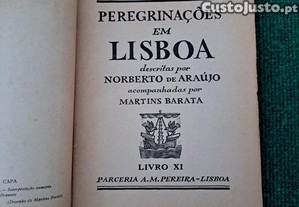 CustoJusto.pt
PEREGRINAÇÕES
EM
LISBOA
descritas por
NORBERTO DE ARAÚJO
acompanhadas por
MARTINS BARATA
LIVRO XI
PARCERIA A. M. PEREIRA-LISBOA
CAPA